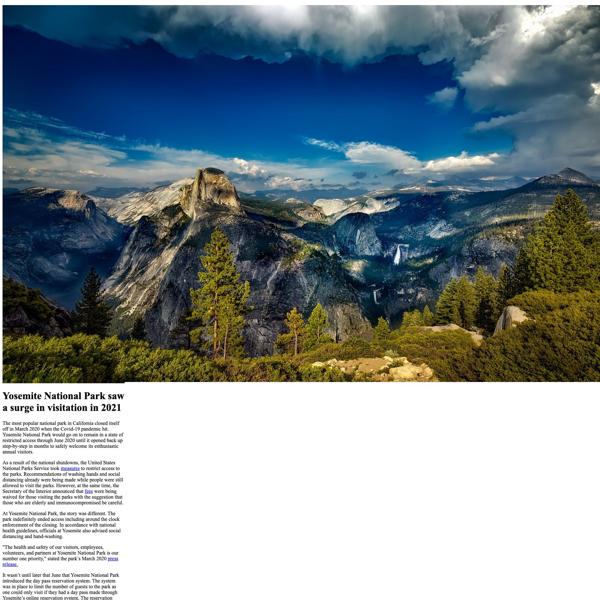 Yosemite National Park saw
a surge in visitation in 2021
The most popular national park in California closed itself
off in March 2020 when the Covid-19 pandemic hit.
Yosemite National Park would go on to remain in a state of
restricted access through June 2020 until it opened back up
step-by-step in months to safely welcome its enthusiastic
annual visitors.
As a result of the national shutdowns, the United States
National Parks Service took measures to restrict access to
the parks. Recommendations of washing hands and social
distancing already were being made while people were still
allowed to visit the parks. However, at the same time, the
Secretary of the Interior announced that fees were being
waived for those visiting the parks with the suggestion that
those who are elderly and immunocompromised be careful.
At Yosemite National Park, the story was different. The
park indefinitely ended access including around the clock
enforcement of the closing. In accordance with national
health guidelines, officials at Yosemite also advised social
distancing and hand-washing.
"The health and safety of our visitors, employees,
volunteers, and partners at Yosemite National Park is our
number one priority," stated the park's March 2020 press
release.
It wasn't until later that June that Yosemite National Park
introduced the day pass reservation system. The system
was in place to limit the number of guests to the park as
one could only visit if they had a day pass made through
Yosemite's online reservation system. The reservation